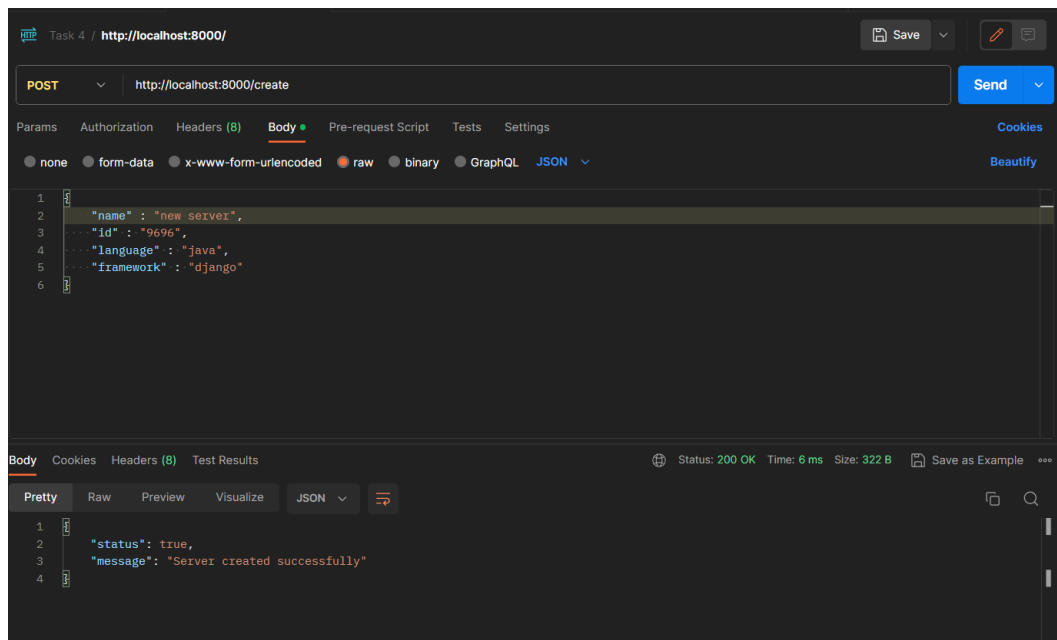 HTTP Task 4 / http://localhost:8000/ Save
POST http://localhost:8000/create Send
Params Authorization Headers (8) Body Pre-request Script Tests Settings Cookies
none form-data x-www-form-urlencoded raw binary GraphQL JSON Beautify
1 {
2 "name" : "new server",
3 "id" : "9696",
4 "language" : "java",
5 "framework" : "django"
6 }
Body Cookies Headers (8) Test Results Status: 200 OK Time: 6 ms Size: 322 B Save as Example
Pretty Raw Preview Visualize JSON
1 {
2 "status": true,
3 "message": "Server created successfully"
4 }